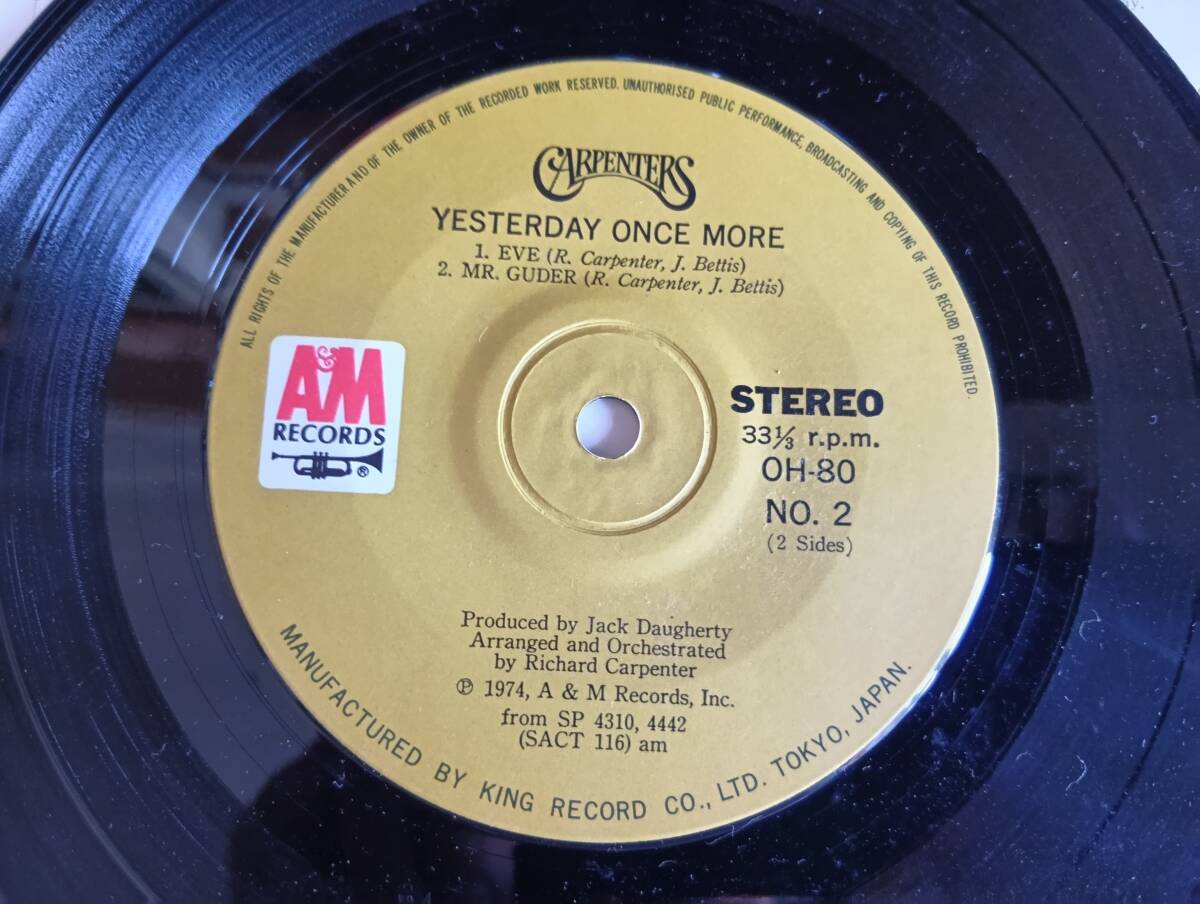 ALL RIGHTS OF THE MANUFACTURER AND OF THE OWNER OF THE RECORDED WORK RESERVED. UNAUTHORISED PUBLIC PERFORMANCE, BROADCASTING AND COPYING OF THIS RECORD PROHIBITED.
CARPENTERS
YESTERDAY ONCE MORE
1. EVE (R. Carpenter, J. Bettis)
2. MR. GUDER (R. Carpenter, J. Bettis)
A&M
RECORDS
®
STEREO
33⅓ r.p.m.
OH-80
NO. 2
(2 Sides)
Produced by Jack Daugherty
Arranged and Orchestrated
by Richard Carpenter
℗ 1974, A & M Records, Inc.
from SP 4310, 4442
(SACT 116) am
MANUFACTURED BY KING RECORD CO., LTD. TOKYO, JAPAN.